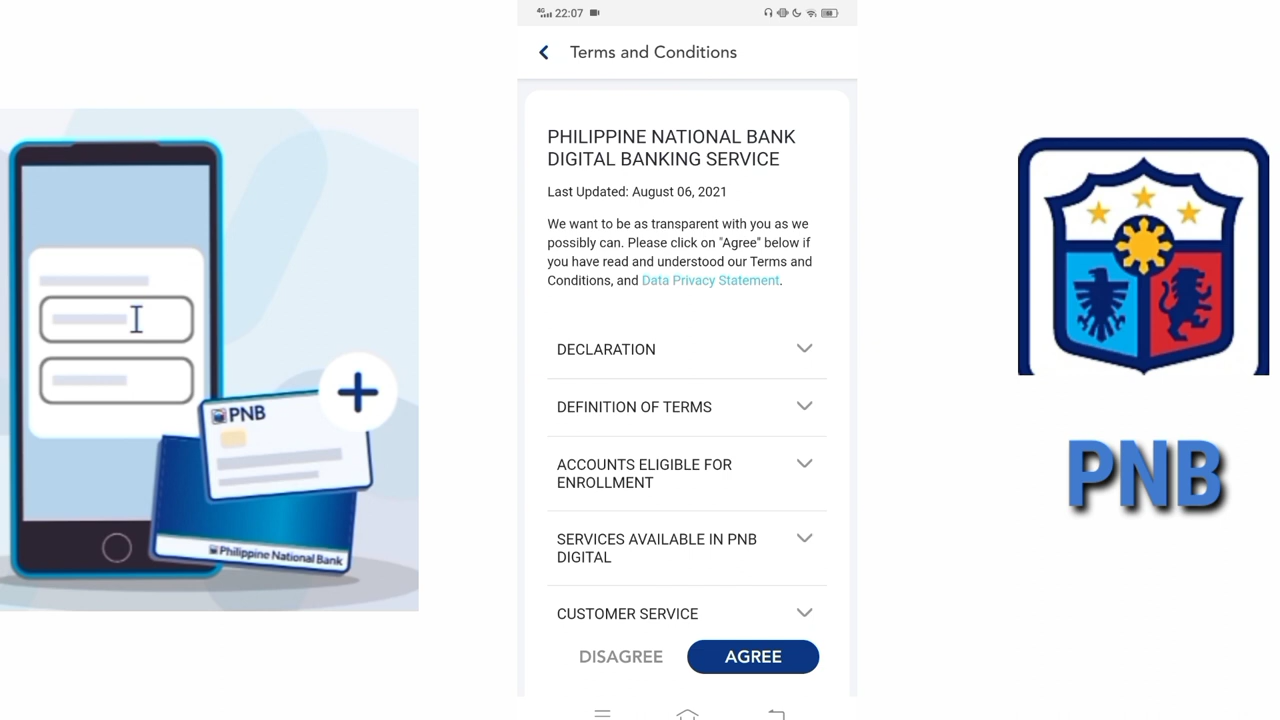 4G 22:07
Terms and Conditions
PHILIPPINE NATIONAL BANK
DIGITAL BANKING SERVICE
Last Updated: August 06, 2021
We want to be as transparent with you as we
possibly can. Please click on "Agree" below if
you have read and understood our Terms and
Conditions, and Data Privacy Statement.
DECLARATION
DEFINITION OF TERMS
ACCOUNTS ELIGIBLE FOR
ENROLLMENT
SERVICES AVAILABLE IN PNB
DIGITAL
CUSTOMER SERVICE
DISAGREE AGREE
PNB
Philippine National Bank
PNB